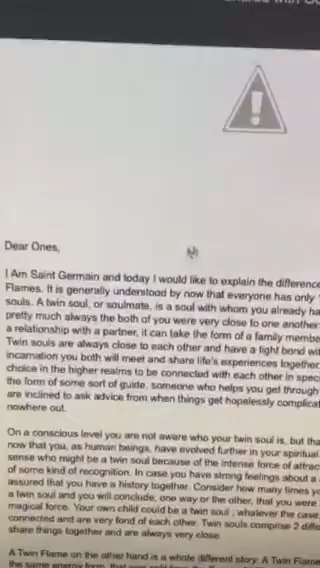 Dear Ones,
I Am Saint Germain and today I would like to explain the difference
Flames. It is generally understood by now that everyone has only
souls. A twin soul, or soulmate, is a soul with whom you already ha
pretty much always the both of you were very close to one another
a relationship with a partner, it can take the form of a family membe
Twin souls are always close to each other and have a tight bond wit
incarnation you both will meet and share life's experiences together
choice in the higher realms to be connected with each other in spec
the form of some sort of guide, someone who helps you get through
are inclined to ask advice from when things get hopelessly complicat
nowhere out.
On a conscious level you are not aware who your twin soul is, but tha
now that you, as human beings, have evolved further in your spiritual
sense who might be a twin soul because of the intense force of attrac
of some kind of recognition. In case you have strong feelings about a
assured that you have a history together. Consider how many times yo
a twin soul and you will conclude, one way or the other, that you were
magical force. Your own child could be a twin soul , whatever the case,
connected and are very fond of each other. Twin souls comprise 2 diffe
share things together and are always very close.
A Twin Flame on the other hand is a whole different story. A Twin Flame
the same energy form, that was